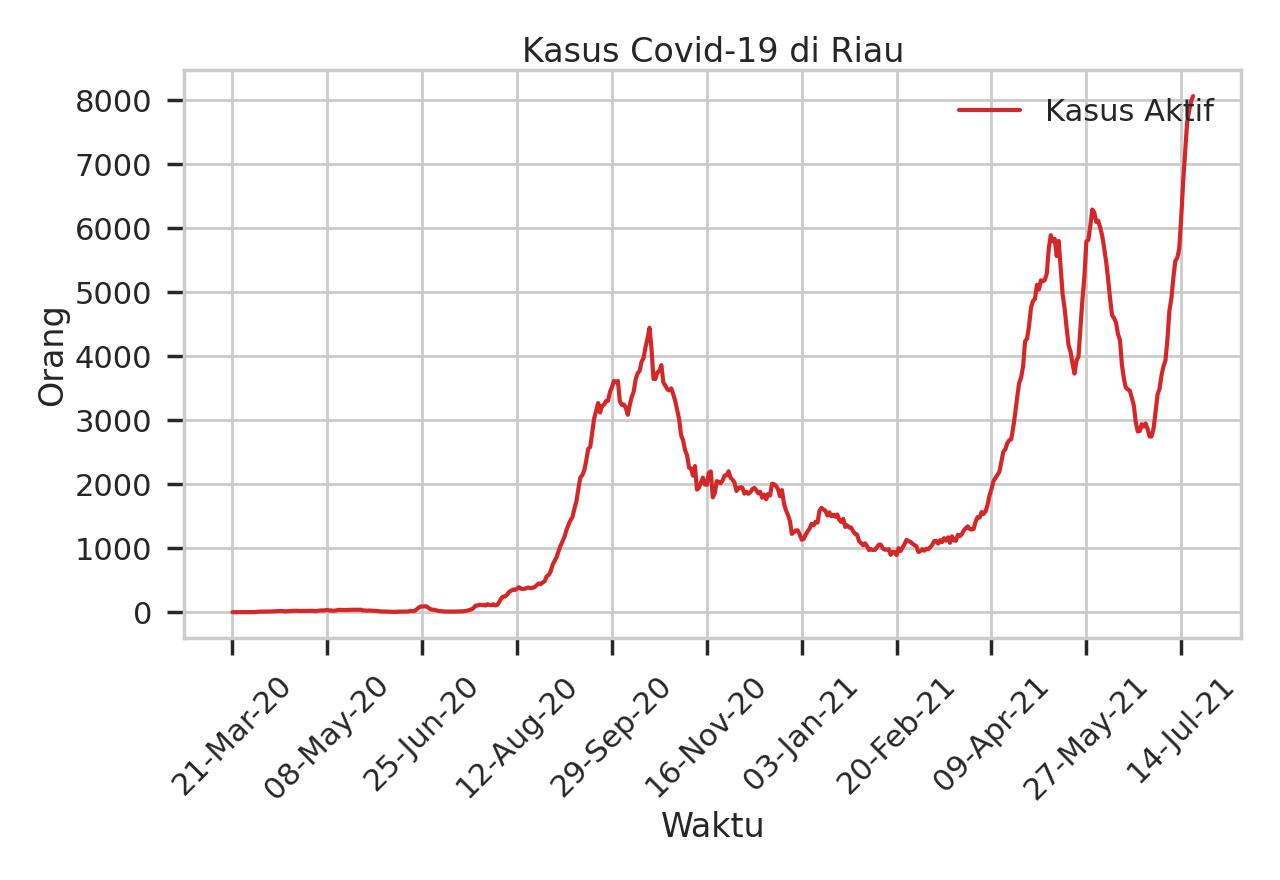 Kasus Covid-19 di Riau
Kasus Aktif
8000
7000
6000
5000
4000
3000
2000
1000
0
Orang
21-Mar-20
08-May-20
25-Jun-20
12-Aug-20
29-Sep-20
16-Nov-20
03-Jan-21
20-Feb-21
09-Apr-21
27-May-21
14-Jul-21
Waktu